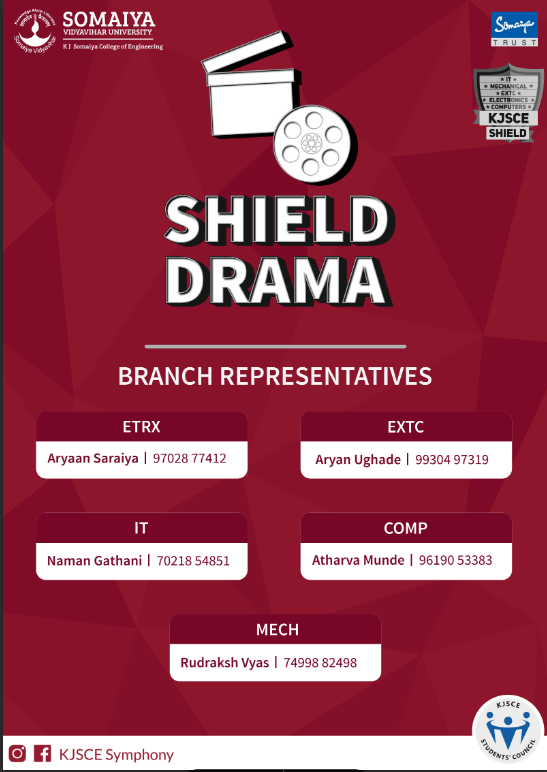 SOMAIYA
VIDYAVIHAR UNIVERSITY
K J Somaiya College of Engineering
Somaiya
TRUST
IT
MECHANICAL
EXTC
ELECTRONICS
COMPUTERS
KJSCE
SHIELD
SHIELD
DRAMA
BRANCH REPRESENTATIVES
ETRX
Aryaan Saraiya | 97028 77412
EXTC
Aryan Ughade | 99304 97319
IT
Naman Gathani | 70218 54851
COMP
Atharva Munde | 96190 53383
MECH
Rudraksh Vyas | 74998 82498
KJSCE
STUDENTS' COUNCIL
KJSCE Symphony